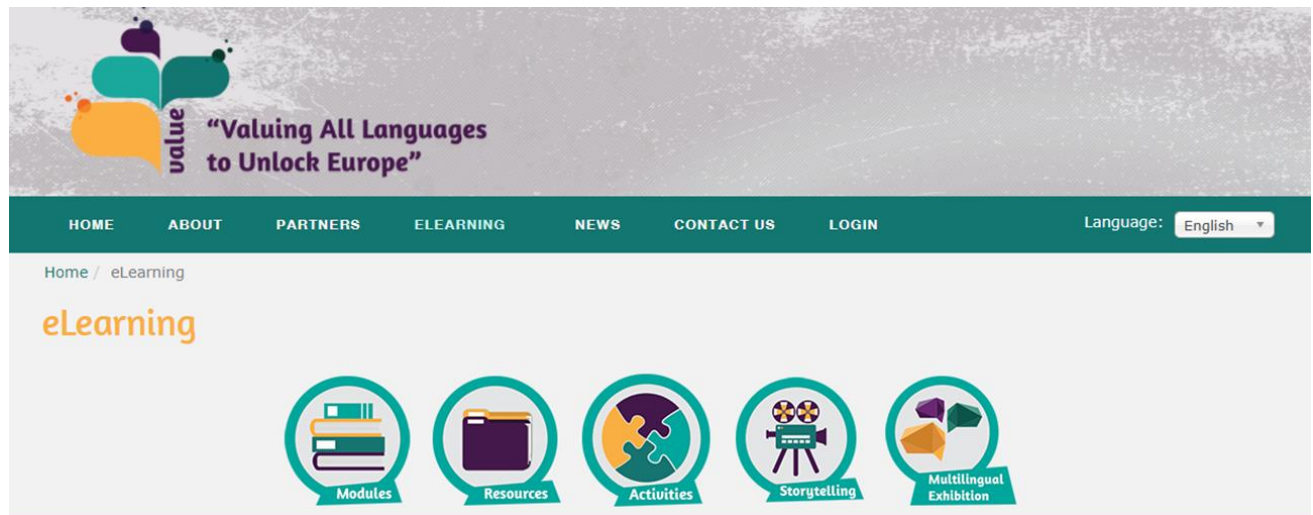 value
“Valuing All Languages
to Unlock Europe”
HOME ABOUT PARTNERS ELEARNING NEWS CONTACT US LOGIN Language: English
Home / eLearning
eLearning
Modules Resources Activities Storytelling Multilingual
Exhibition